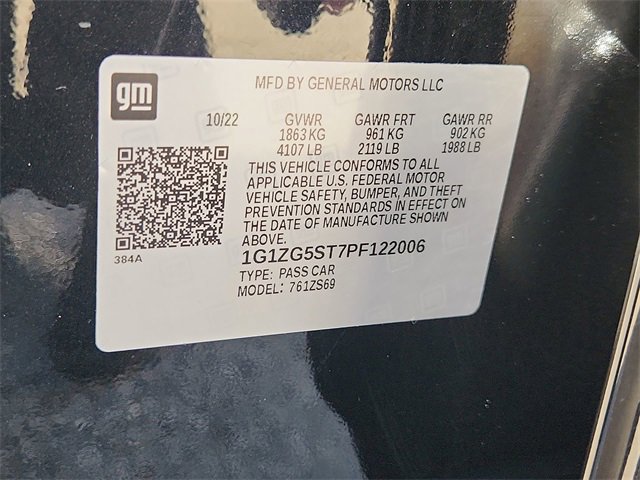 gm
MFD BY GENERAL MOTORS LLC
10/22 GVWR GAWR FRT GAWR RR
1863 KG 961 KG 902 KG
4107 LB 2119 LB 1988 LB
THIS VEHICLE CONFORMS TO ALL
APPLICABLE U.S. FEDERAL MOTOR
VEHICLE SAFETY, BUMPER, AND THEFT
PREVENTION STANDARDS IN EFFECT ON
THE DATE OF MANUFACTURE SHOWN
ABOVE.
384A
1G1ZG5ST7PF122006
TYPE: PASS CAR
MODEL: 761ZS69